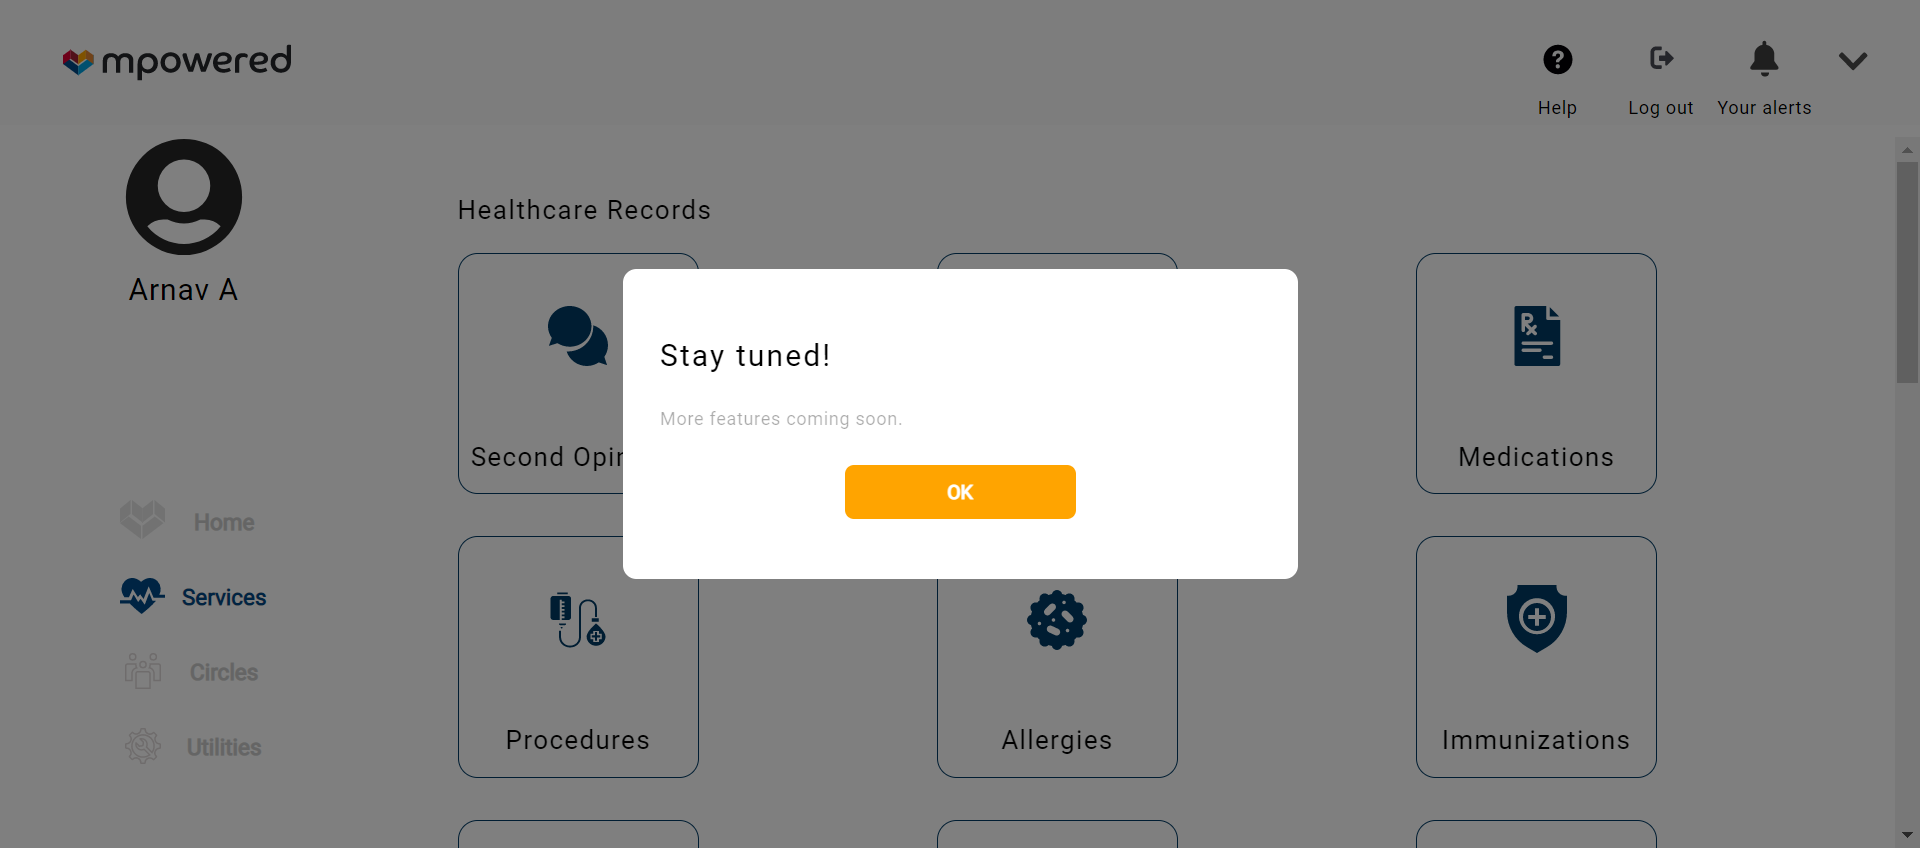 mpowered
Help
Log out
Your alerts
Arnav A
Healthcare Records
Second Opin
Medications
Stay tuned!
More features coming soon.
OK
Home
Services
Circles
Utilities
Procedures
Allergies
Immunizations